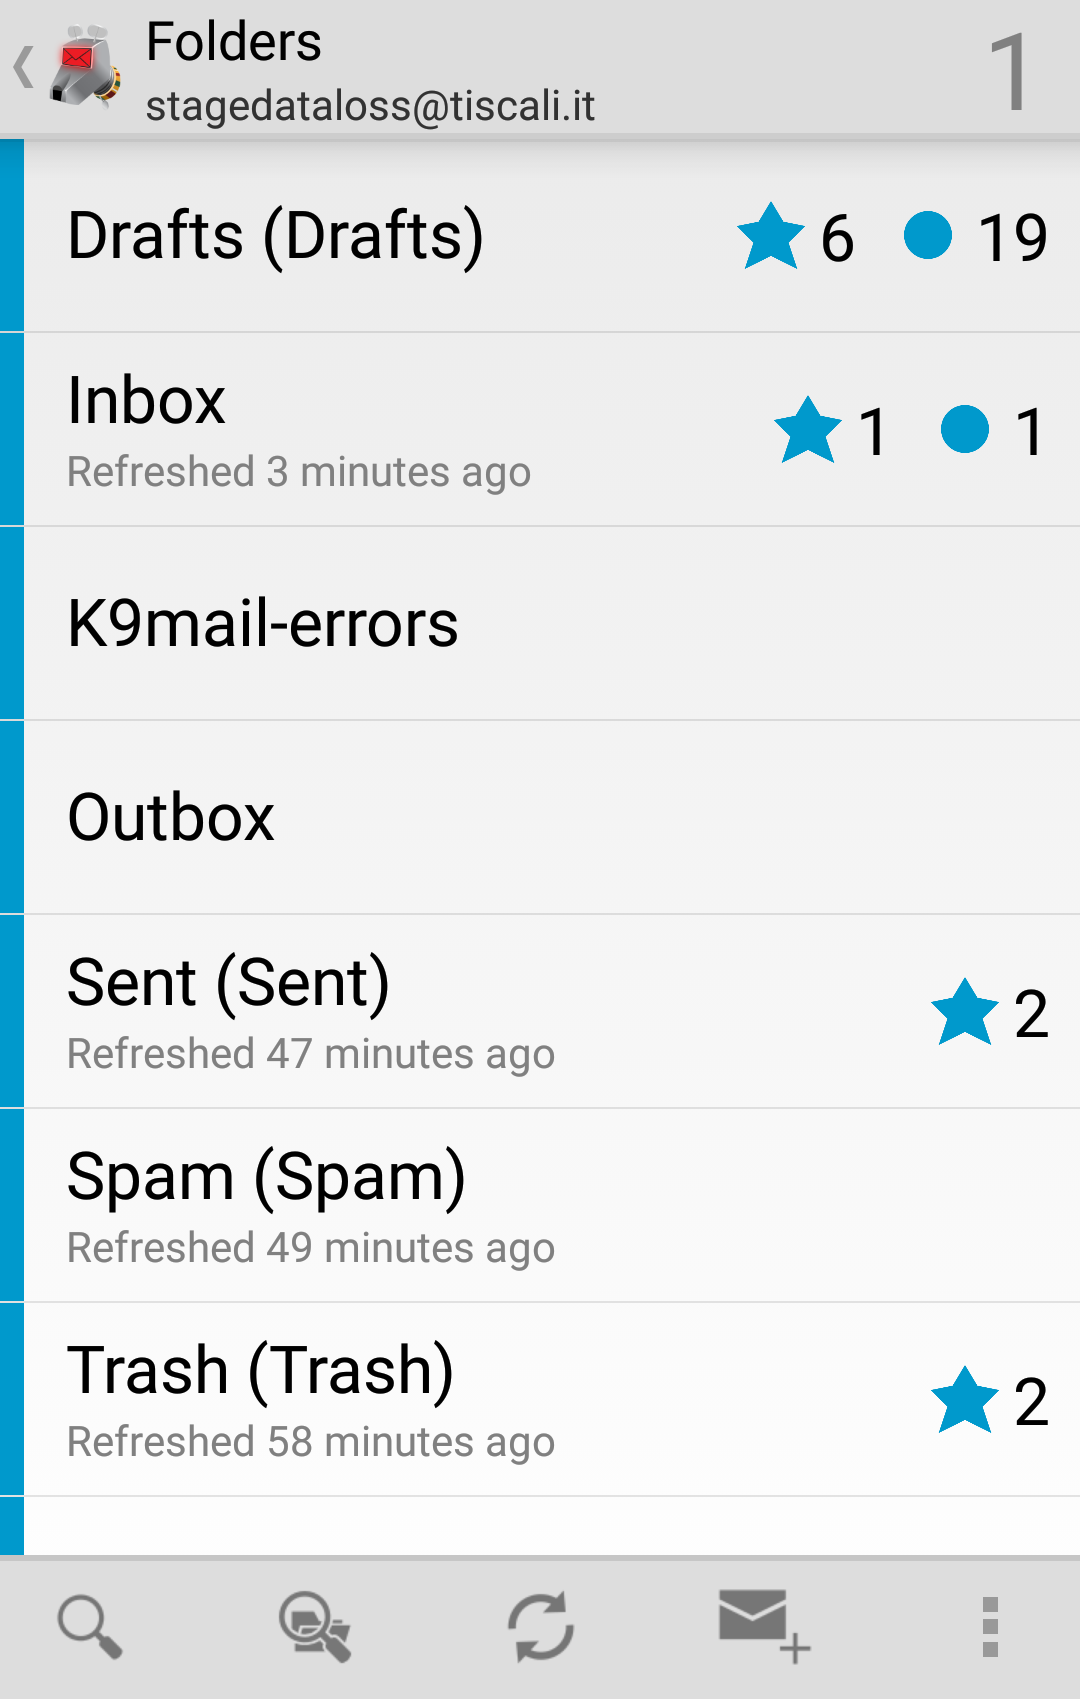 Folders
stagedataloss@tiscali.it
1
Drafts (Drafts)
6
19
Inbox
Refreshed 3 minutes ago
1
1
K9mail-errors
Outbox
Sent (Sent)
Refreshed 47 minutes ago
2
Spam (Spam)
Refreshed 49 minutes ago
Trash (Trash)
Refreshed 58 minutes ago
2